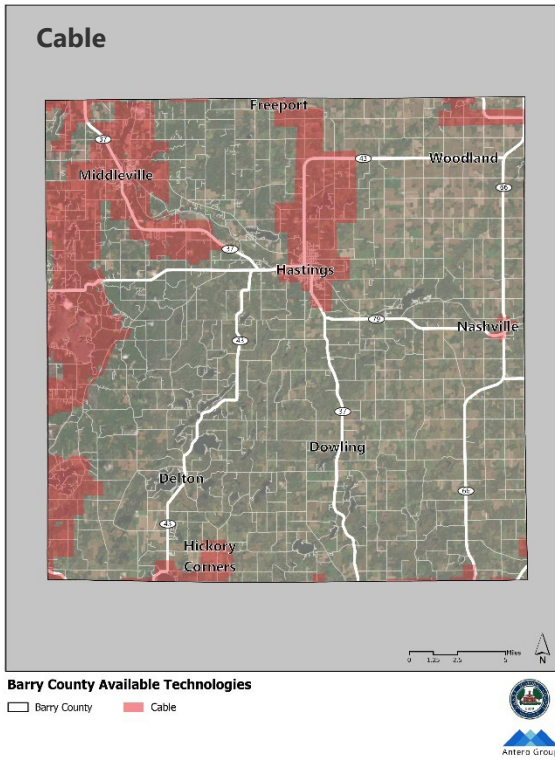 Cable
Freeport
37
Middleville
43
Woodland
66
37
Hastings
79
Nashville
43
37
Dowling
Delton
66
43
Hickory
Corners
Miles
0 1.25 2.5 5
N
Barry County Available Technologies
Barry County
Cable
Antero Group